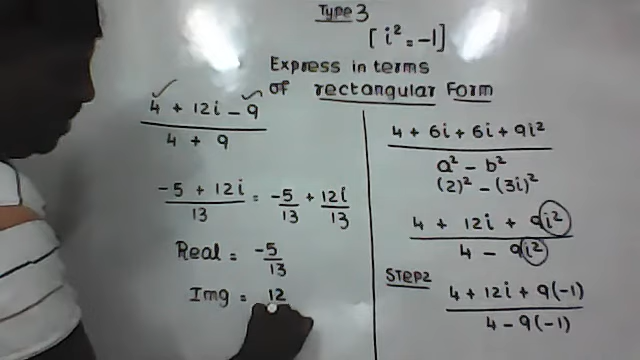 Type 3
[ i² = -1]
Express in terms
of rectangular Form
4 + 12i - 9
4 + 9
-5 + 12i / 13 = -5/13 + 12i/13
Real = -5/13
Img = 12
4 + 6i + 6i + 9i²
a² - b²
(2)² - (3i)²
4 + 12i + 9i²
4 - 9i²
STEP2
4 + 12i + 9(-1)
4 - 9(-1)